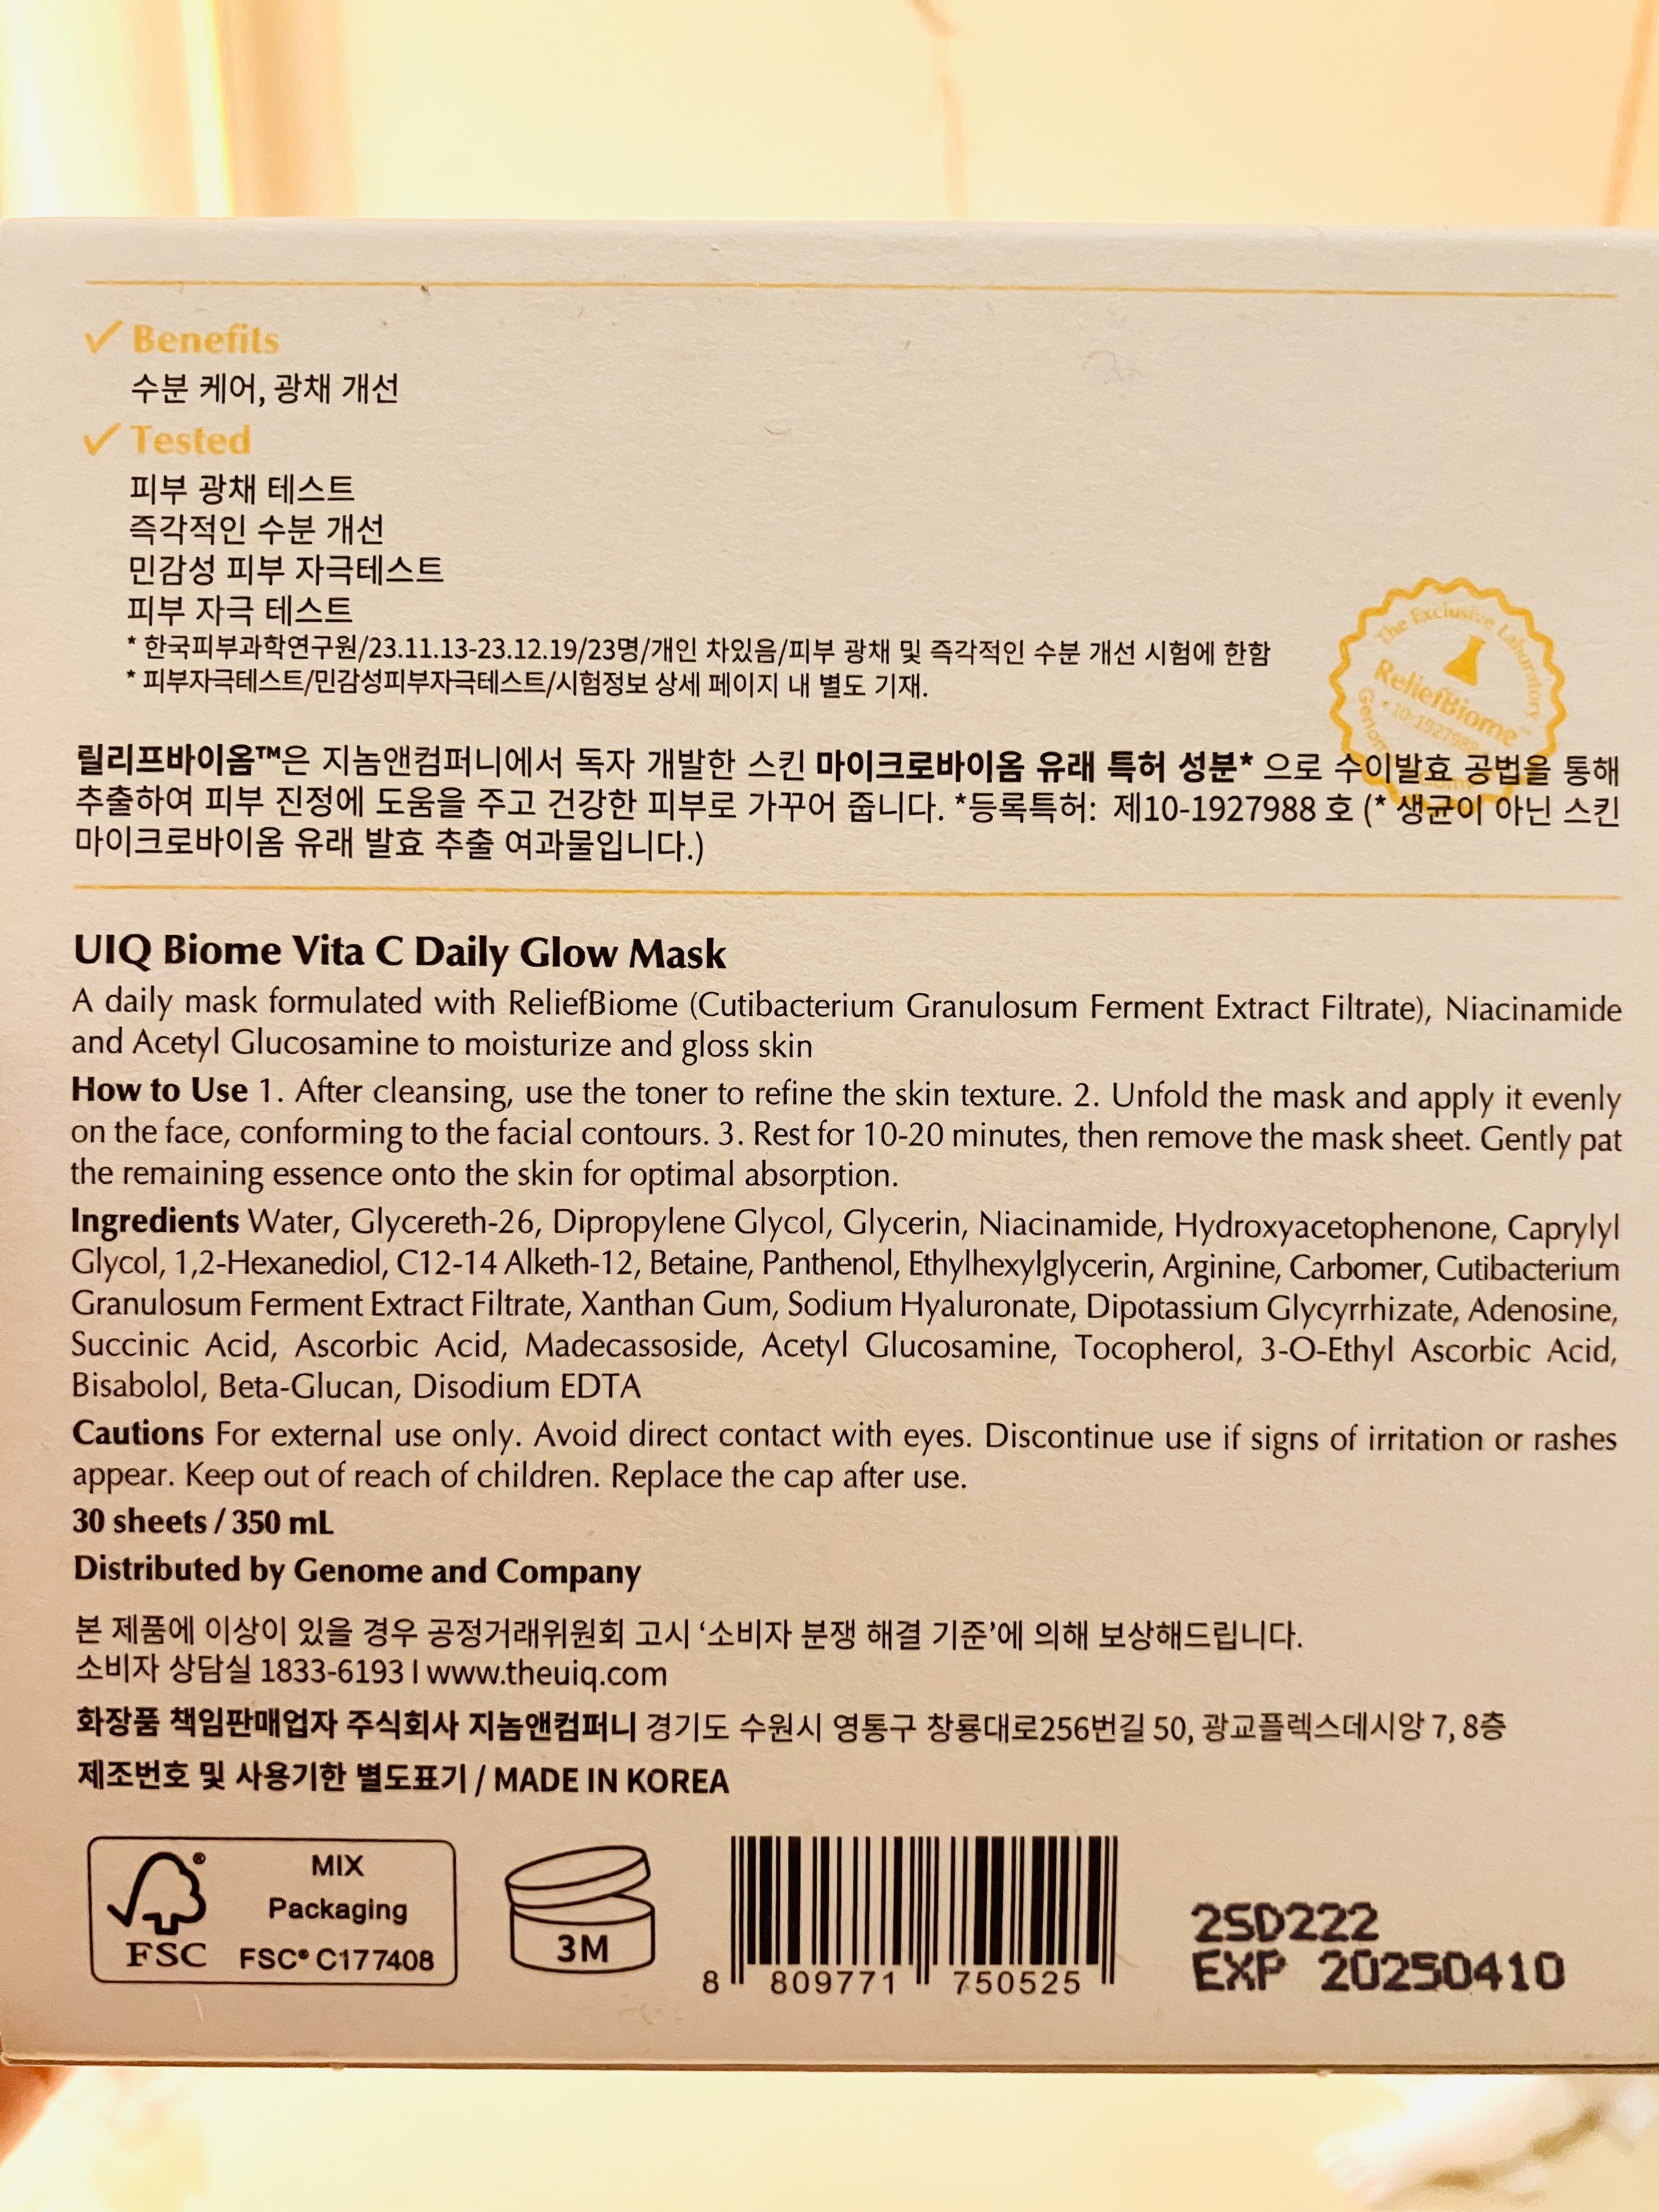 ✓ Benefits
수분 케어, 광채 개선
✓ Tested
피부 광채 테스트
즉각적인 수분 개선
민감성 피부 자극테스트
피부 자극 테스트
* 한국피부과학연구원/23.11.13-23.12.19/23명/개인 차있음/피부 광채 및 즉각적인 수분 개선 시험에 한함
* 피부자극테스트/민감성피부자극테스트/시험정보 상세 페이지 내 별도 기재.
The Exclusive Laboratory
ReliefBiome™
*10-1927988
릴리프바이옴™은 지놈앤컴퍼니에서 독자 개발한 스킨 마이크로바이옴 유래 특허 성분* 으로 수이발효 공법을 통해
추출하여 피부 진정에 도움을 주고 건강한 피부로 가꾸어 줍니다. *등록특허: 제10-1927988 호 (* 생균이 아닌 스킨
마이크로바이옴 유래 발효 추출 여과물입니다.)
UIQ Biome Vita C Daily Glow Mask
A daily mask formulated with ReliefBiome (Cutibacterium Granulosum Ferment Extract Filtrate), Niacinamide
and Acetyl Glucosamine to moisturize and gloss skin
How to Use 1. After cleansing, use the toner to refine the skin texture. 2. Unfold the mask and apply it evenly
on the face, conforming to the facial contours. 3. Rest for 10-20 minutes, then remove the mask sheet. Gently pat
the remaining essence onto the skin for optimal absorption.
Ingredients Water, Glycereth-26, Dipropylene Glycol, Glycerin, Niacinamide, Hydroxyacetophenone, Caprylyl
Glycol, 1,2-Hexanediol, C12-14 Alketh-12, Betaine, Panthenol, Ethylhexylglycerin, Arginine, Carbomer, Cutibacterium
Granulosum Ferment Extract Filtrate, Xanthan Gum, Sodium Hyaluronate, Dipotassium Glycyrrhizate, Adenosine,
Succinic Acid, Ascorbic Acid, Madecassoside, Acetyl Glucosamine, Tocopherol, 3-O-Ethyl Ascorbic Acid,
Bisabolol, Beta-Glucan, Disodium EDTA
Cautions For external use only. Avoid direct contact with eyes. Discontinue use if signs of irritation or rashes
appear. Keep out of reach of children. Replace the cap after use.
30 sheets / 350 mL
Distributed by Genome and Company
본 제품에 이상이 있을 경우 공정거래위원회 고시 ‘소비자 분쟁 해결 기준’에 의해 보상해드립니다.
소비자 상담실 1833-6193 l www.theuiq.com
화장품 책임판매업자 주식회사 지놈앤컴퍼니 경기도 수원시 영통구 창룡대로256번길 50, 광교플렉스데시앙 7, 8층
제조번호 및 사용기한 별도표기 / MADE IN KOREA
MIX
Packaging
FSC® C177408
FSC
®
3M
8 809771 750525
2SD222
EXP 20250410